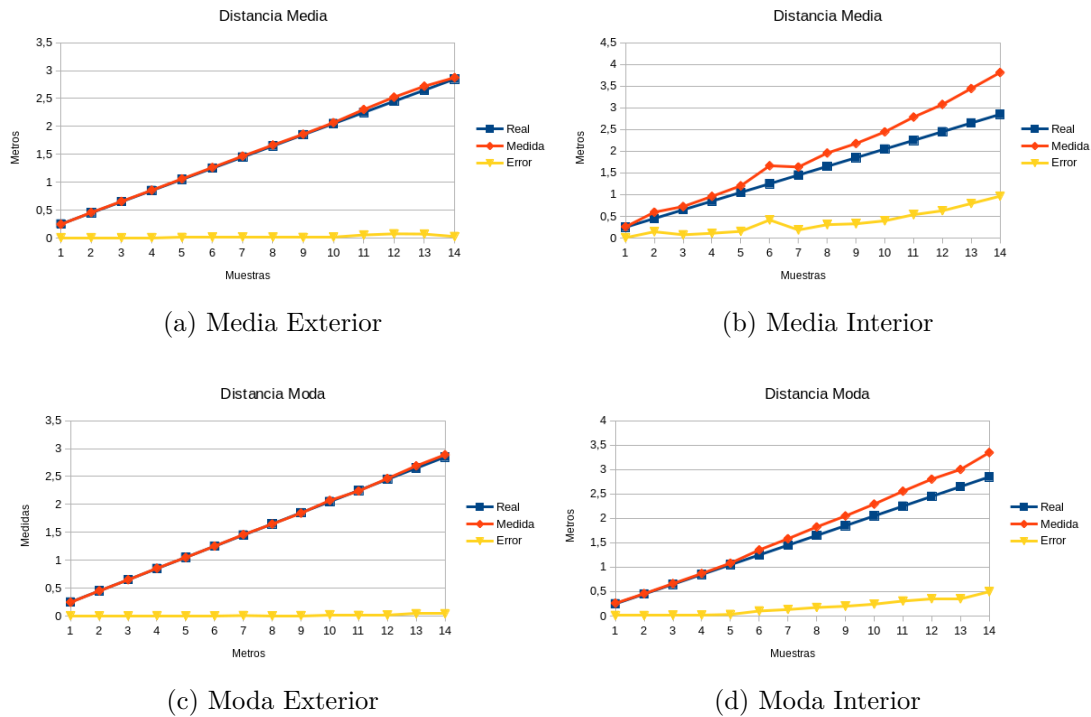 Distancia Media
3,5
3
2,5
2
1,5
1
0,5
0
Metros
1 2 3 4 5 6 7 8 9 10 11 12 13 14
Muestras
Real
Medida
Error
(a) Media Exterior
Distancia Media
4,5
4
3,5
3
2,5
2
1,5
1
0,5
0
Metros
1 2 3 4 5 6 7 8 9 10 11 12 13 14
Muestras
Real
Medida
Error
(b) Media Interior
Distancia Moda
3,5
3
2,5
2
1,5
1
0,5
0
Medidas
1 2 3 4 5 6 7 8 9 10 11 12 13 14
Metros
Real
Medida
Error
(c) Moda Exterior
Distancia Moda
4
3,5
3
2,5
2
1,5
1
0,5
0
Metros
1 2 3 4 5 6 7 8 9 10 11 12 13 14
Muestras
Real
Medida
Error
(d) Moda Interior